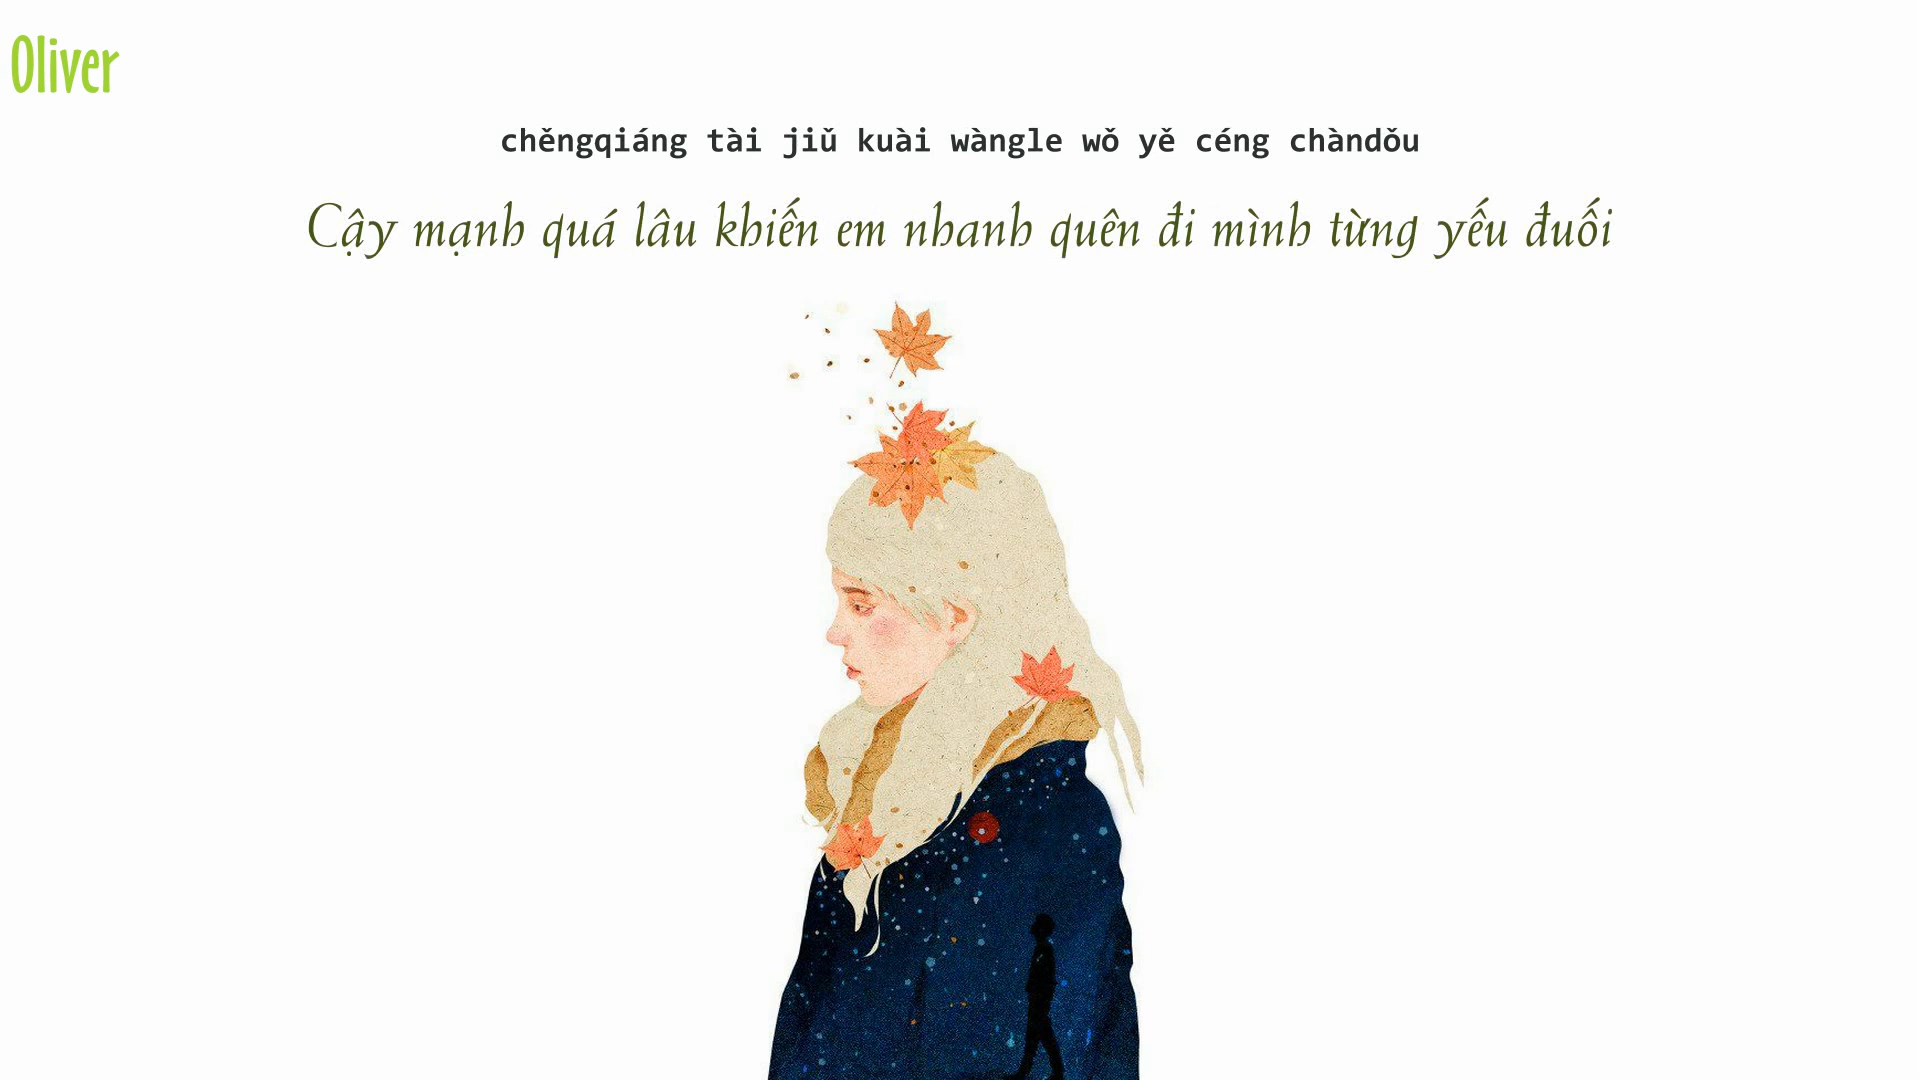 Oliver
chěngqiáng tài jiǔ kuài wàngle wǒ yě céng chàndǒu
Cậy mạnh quá lâu khiến em nhanh quên đi mình từng yếu đuối